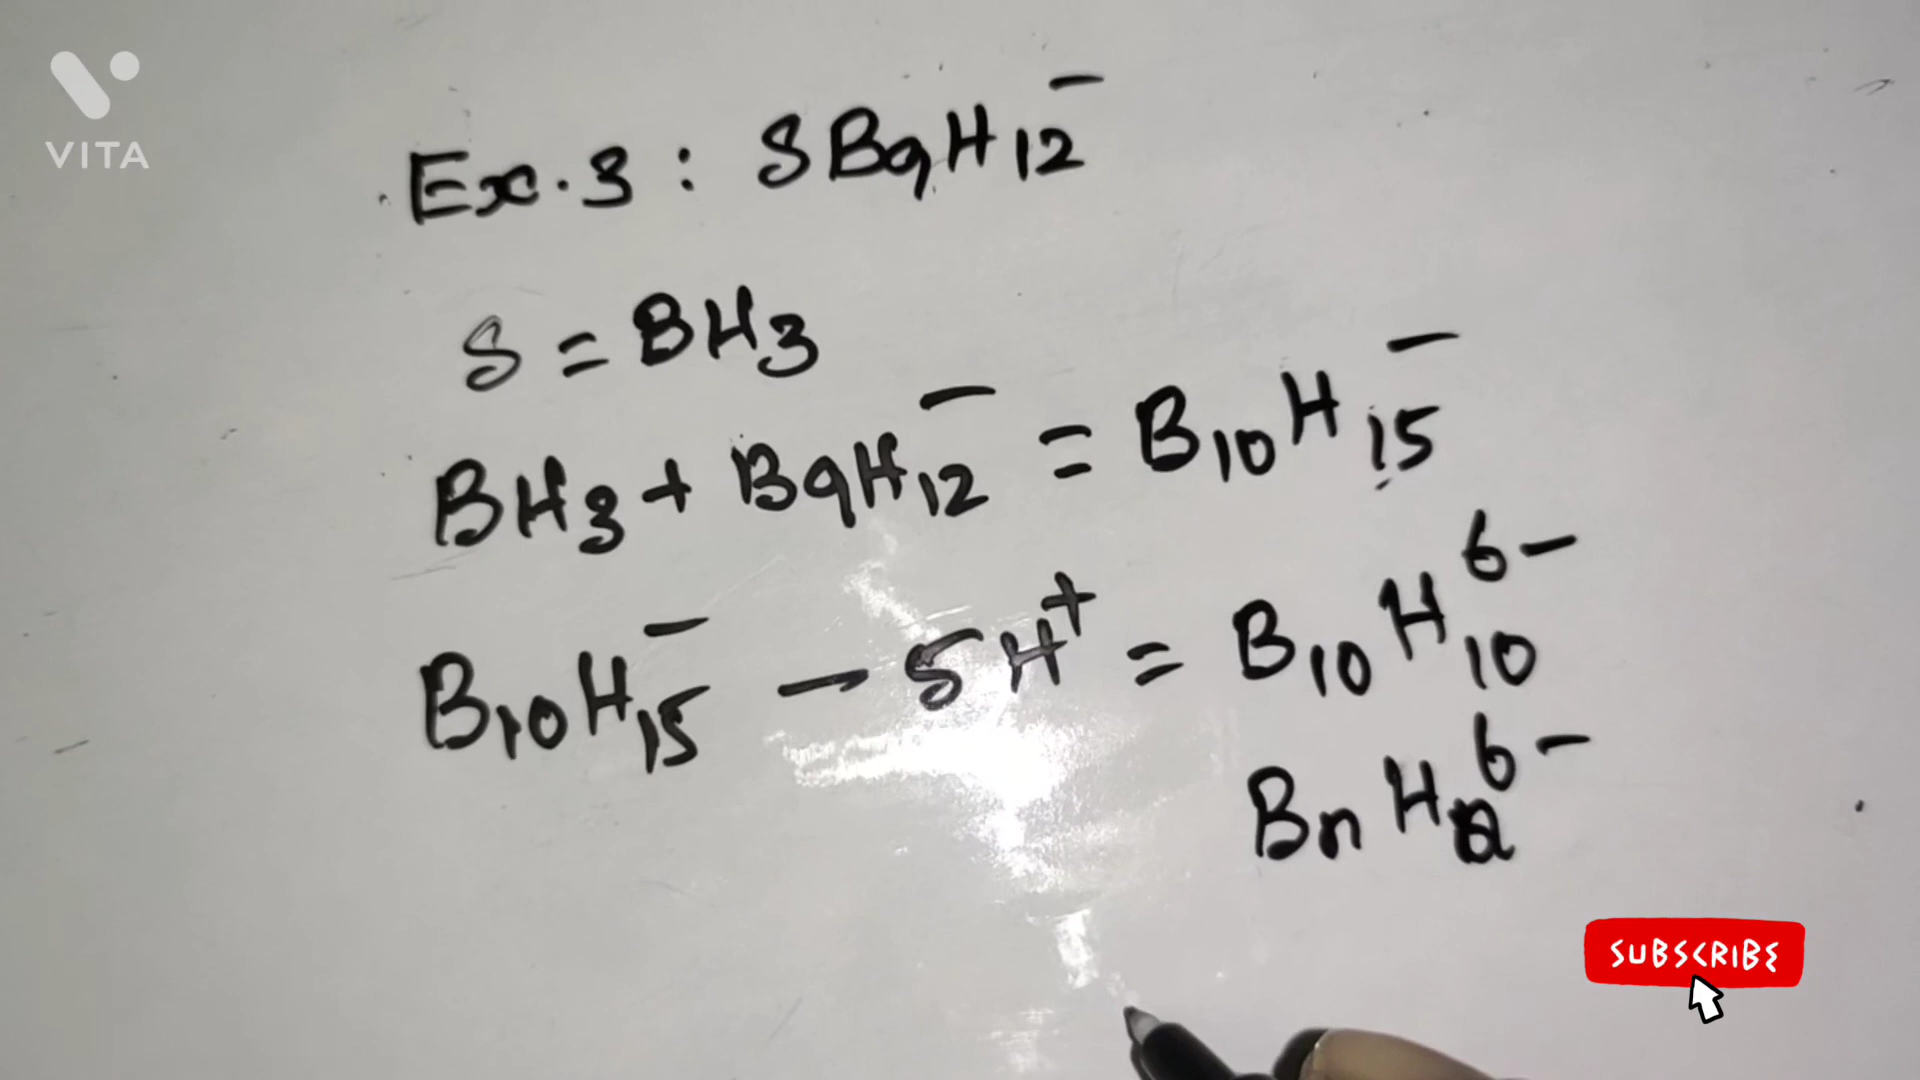 VITA
Ex. 3 : SB9H12⁻
S = BH3
BH3 + B9H12⁻ = B10H15⁻
B10H15⁻ – 5H⁺ = B10H10⁶⁻
BnHn⁶⁻
SUBSCRIBE